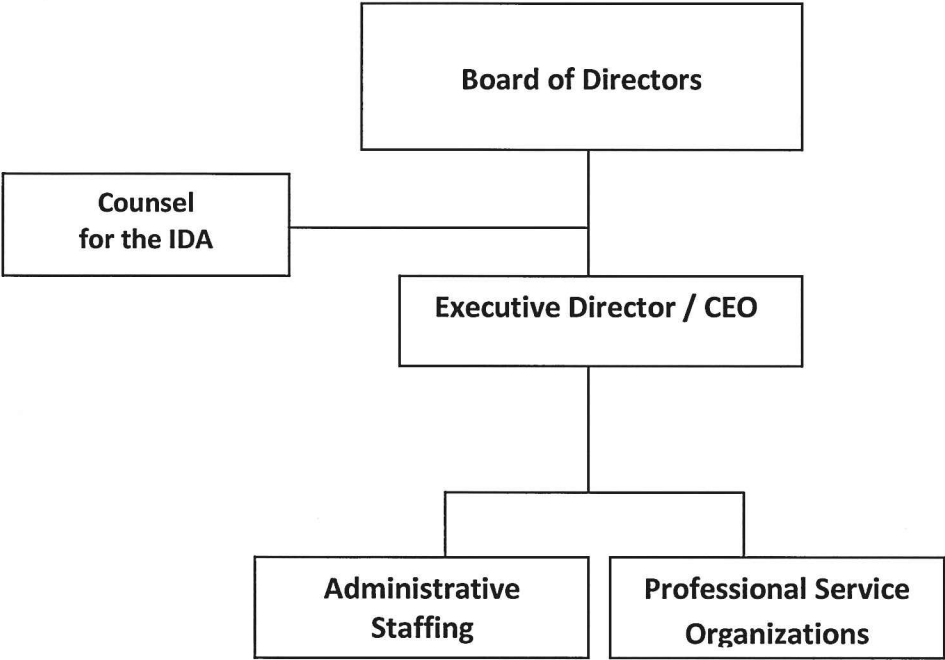 Board of Directors
Counsel
for the IDA
Executive Director / CEO
Administrative
Staffing
Professional Service
Organizations